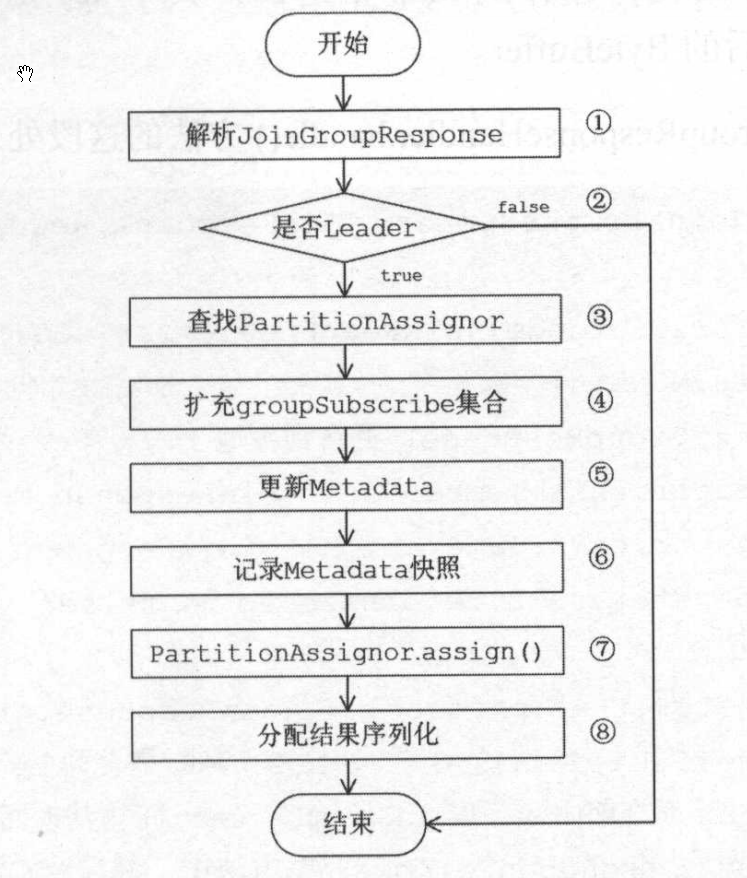 开始
解析JoinGroupResponse
①
是否Leader
false
②
true
查找PartitionAssignor
③
扩充groupSubscribe集合
④
更新Metadata
⑤
记录Metadata快照
⑥
PartitionAssignor.assign()
⑦
分配结果序列化
⑧
结束